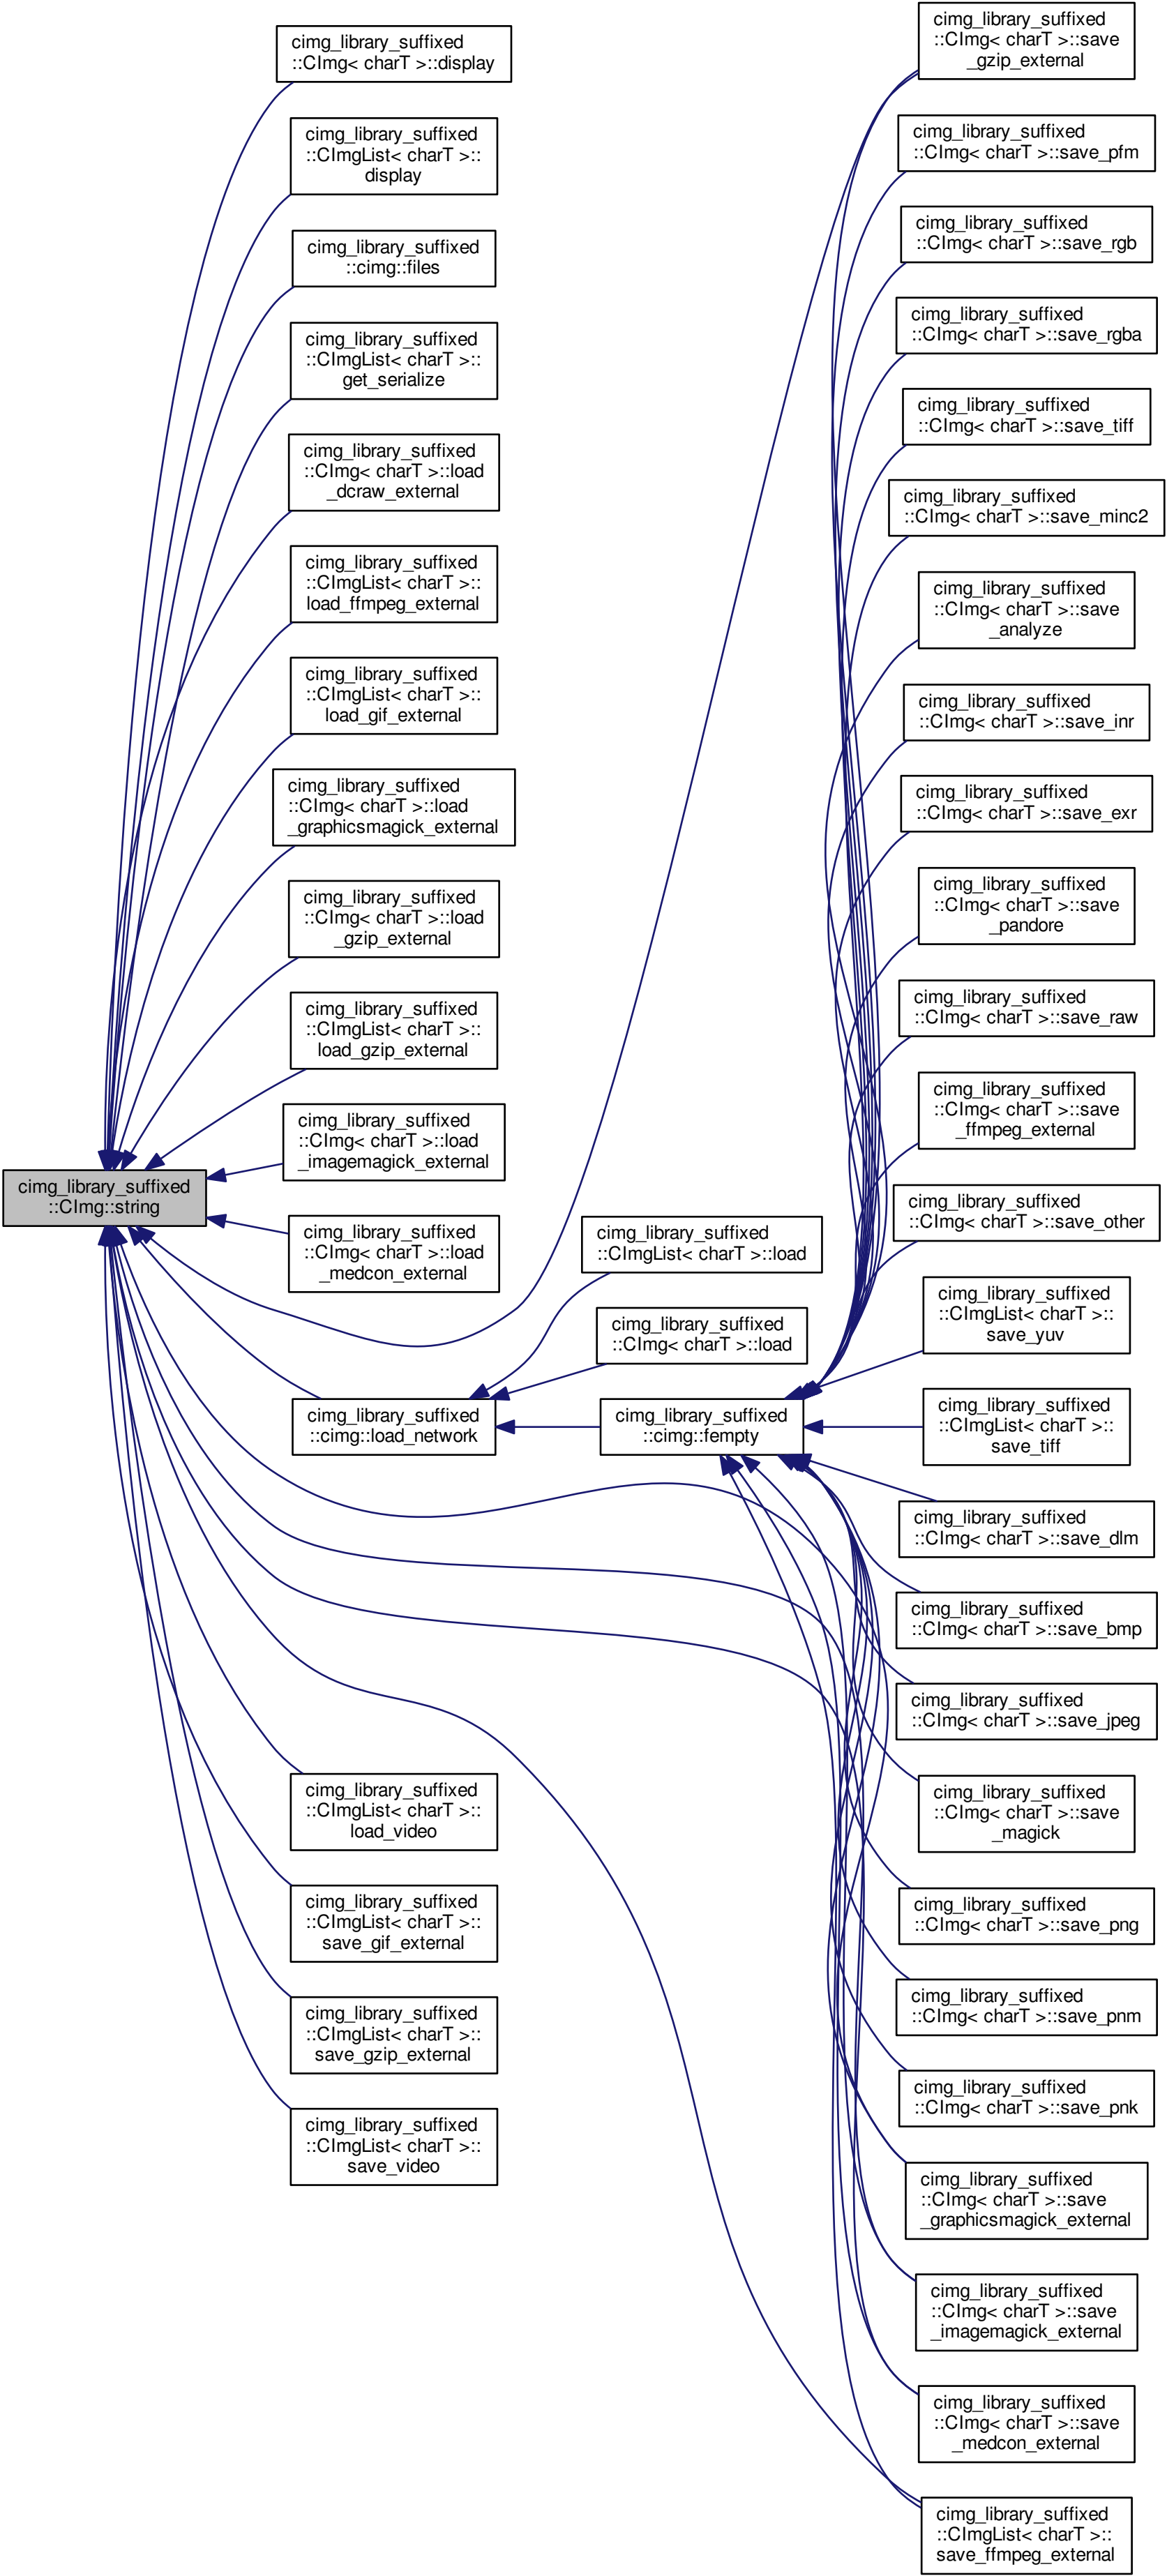 cimg_library_suffixed
::CImg< charT >::display
cimg_library_suffixed
::CImgList< charT >::
display
cimg_library_suffixed
::cimg::files
cimg_library_suffixed
::CImgList< charT >::
get_serialize
cimg_library_suffixed
::CImg< charT >::load
_dcraw_external
cimg_library_suffixed
::CImgList< charT >::
load_ffmpeg_external
cimg_library_suffixed
::CImgList< charT >::
load_gif_external
cimg_library_suffixed
::CImg< charT >::load
_graphicsmagick_external
cimg_library_suffixed
::CImg< charT >::load
_gzip_external
cimg_library_suffixed
::CImgList< charT >::
load_gzip_external
cimg_library_suffixed
::CImg< charT >::load
_imagemagick_external
cimg_library_suffixed
::CImg::string
cimg_library_suffixed
::CImg< charT >::load
_medcon_external
cimg_library_suffixed
::cimg::load_network
cimg_library_suffixed
::CImgList< charT >::
load_video
cimg_library_suffixed
::CImgList< charT >::
save_gif_external
cimg_library_suffixed
::CImgList< charT >::
save_gzip_external
cimg_library_suffixed
::CImgList< charT >::
save_video
cimg_library_suffixed
::CImgList< charT >::load
cimg_library_suffixed
::CImg< charT >::load
cimg_library_suffixed
::cimg::fempty
cimg_library_suffixed
::CImg< charT >::save
_gzip_external
cimg_library_suffixed
::CImg< charT >::save_pfm
cimg_library_suffixed
::CImg< charT >::save_rgb
cimg_library_suffixed
::CImg< charT >::save_rgba
cimg_library_suffixed
::CImg< charT >::save_tiff
cimg_library_suffixed
::CImg< charT >::save_minc2
cimg_library_suffixed
::CImg< charT >::save
_analyze
cimg_library_suffixed
::CImg< charT >::save_inr
cimg_library_suffixed
::CImg< charT >::save_exr
cimg_library_suffixed
::CImg< charT >::save
_pandore
cimg_library_suffixed
::CImg< charT >::save_raw
cimg_library_suffixed
::CImg< charT >::save
_ffmpeg_external
cimg_library_suffixed
::CImg< charT >::save_other
cimg_library_suffixed
::CImgList< charT >::
save_yuv
cimg_library_suffixed
::CImgList< charT >::
save_tiff
cimg_library_suffixed
::CImg< charT >::save_dlm
cimg_library_suffixed
::CImg< charT >::save_bmp
cimg_library_suffixed
::CImg< charT >::save_jpeg
cimg_library_suffixed
::CImg< charT >::save
_magick
cimg_library_suffixed
::CImg< charT >::save_png
cimg_library_suffixed
::CImg< charT >::save_pnm
cimg_library_suffixed
::CImg< charT >::save_pnk
cimg_library_suffixed
::CImg< charT >::save
_graphicsmagick_external
cimg_library_suffixed
::CImg< charT >::save
_imagemagick_external
cimg_library_suffixed
::CImg< charT >::save
_medcon_external
cimg_library_suffixed
::CImgList< charT >::
save_ffmpeg_external